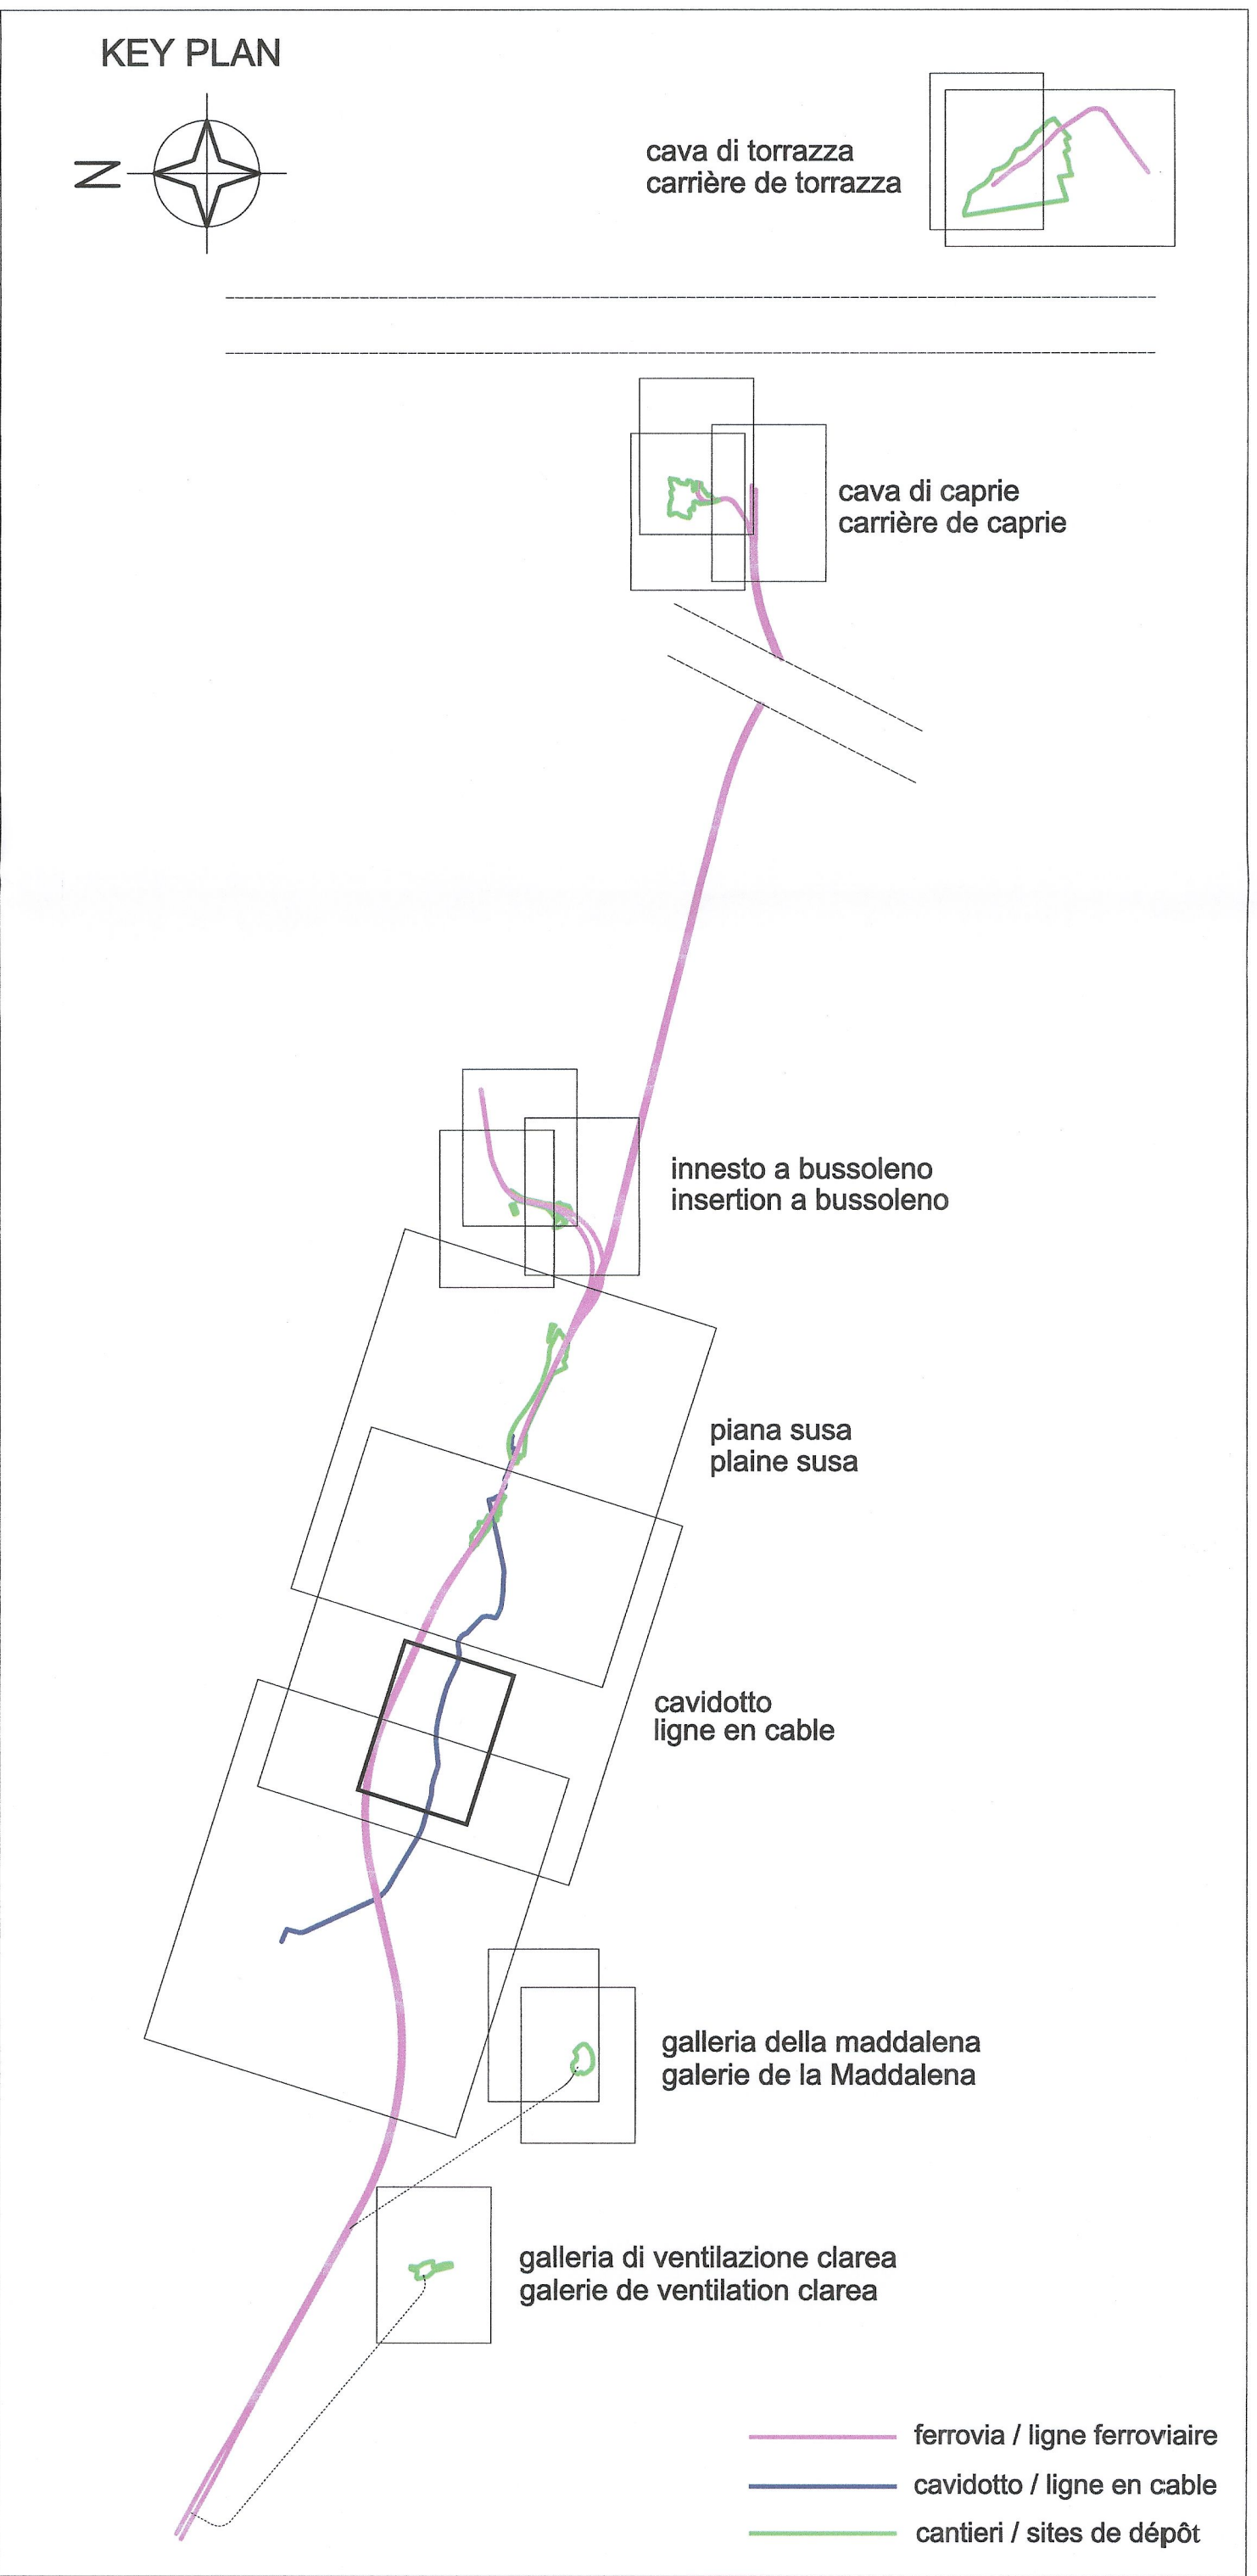 KEY PLAN
N
cava di torrazza
carrière de torrazza
cava di caprie
carrière de caprie
innesto a bussoleno
insertion a bussoleno
piana susa
plaine susa
cavidotto
ligne en cable
galleria della maddalena
galerie de la Maddalena
galleria di ventilazione clarea
galerie de ventilation clarea
ferrovia / ligne ferroviaire
cavidotto / ligne en cable
cantieri / sites de dépôt